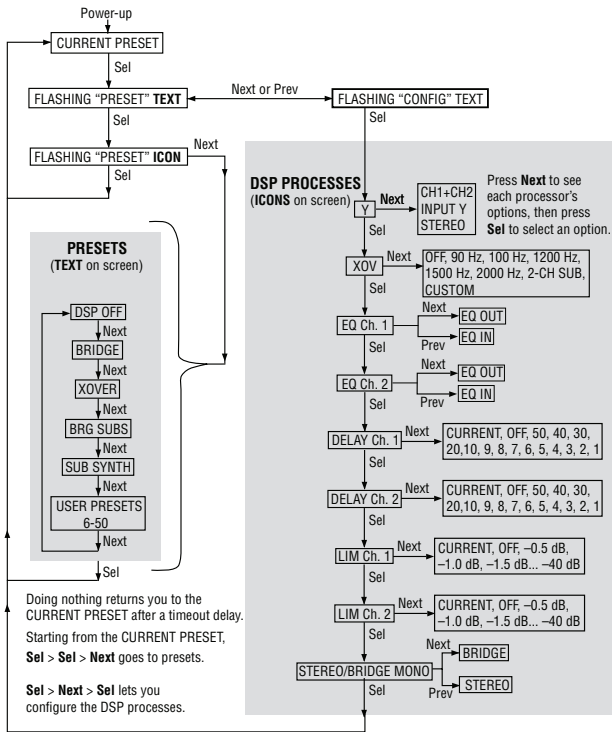 Power-up
CURRENT PRESET
Sel
FLASHING "PRESET" TEXT
Next or Prev
FLASHING "CONFIG" TEXT
Sel
Sel
FLASHING "PRESET" ICON
Next
Sel
PRESETS
(TEXT on screen)
DSP OFF
Next
BRIDGE
Next
XOVER
Next
BRG SUBS
Next
SUB SYNTH
Next
USER PRESETS
6-50
Next
Sel
Doing nothing returns you to the
CURRENT PRESET after a timeout delay.
Starting from the CURRENT PRESET,
Sel > Sel > Next goes to presets.
Sel > Next > Sel lets you
configure the DSP processes.
DSP PROCESSES
(ICONS on screen)
Y
Next
CH1+CH2
INPUT Y
STEREO
Press Next to see
each processor's
options, then press
Sel to select an option.
Sel
XOV
Next
OFF, 90 Hz, 100 Hz, 1200 Hz,
1500 Hz, 2000 Hz, 2-CH SUB,
CUSTOM
Sel
EQ Ch. 1
Next
EQ OUT
Prev
EQ IN
Sel
EQ Ch. 2
Next
EQ OUT
Prev
EQ IN
Sel
DELAY Ch. 1
Next
CURRENT, OFF, 50, 40, 30,
20,10, 9, 8, 7, 6, 5, 4, 3, 2, 1
Sel
DELAY Ch. 2
Next
CURRENT, OFF, 50, 40, 30,
20,10, 9, 8, 7, 6, 5, 4, 3, 2, 1
Sel
LIM Ch. 1
Next
CURRENT, OFF, –0.5 dB,
–1.0 dB, –1.5 dB... –40 dB
Sel
LIM Ch. 2
Next
CURRENT, OFF, –0.5 dB,
–1.0 dB, –1.5 dB... –40 dB
Sel
STEREO/BRIDGE MONO
Next
BRIDGE
Prev
STEREO
Sel